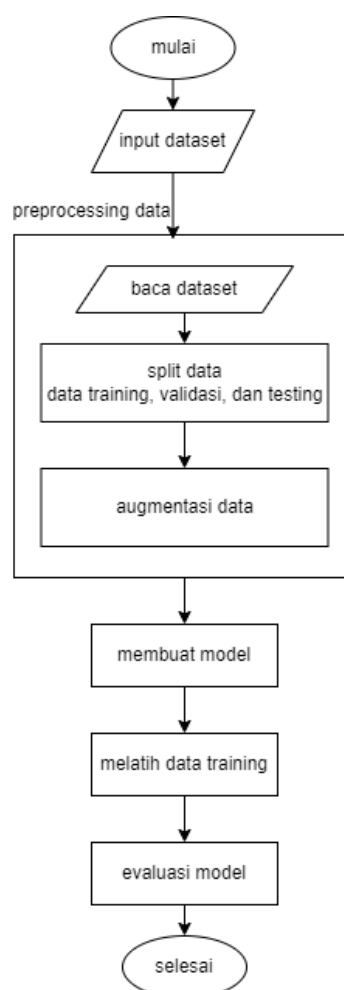 mulai
input dataset
preprocessing data
baca dataset
split data
data training, validasi, dan testing
augmentasi data
membuat model
melatih data training
evaluasi model
selesai